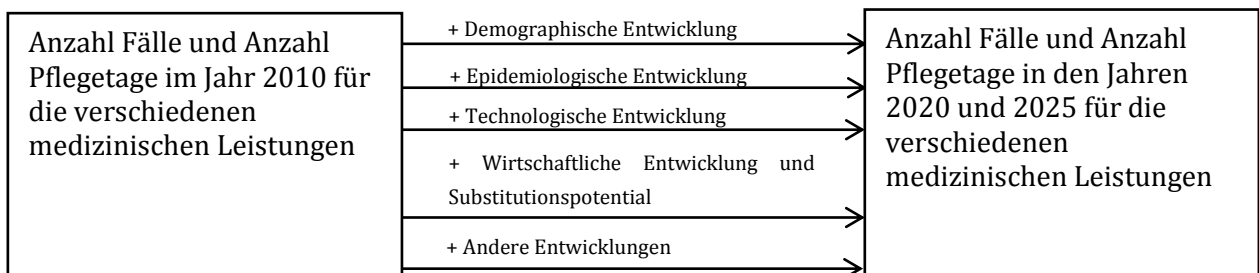 Anzahl Fälle und Anzahl
Pflegetage im Jahr 2010 für
die verschiedenen
medizinischen Leistungen
+ Demographische Entwicklung
+ Epidemiologische Entwicklung
+ Technologische Entwicklung
+ Wirtschaftliche Entwicklung und
Substitutionspotential
+ Andere Entwicklungen
Anzahl Fälle und Anzahl
Pflegetage in den Jahren
2020 und 2025 für die
verschiedenen
medizinischen Leistungen